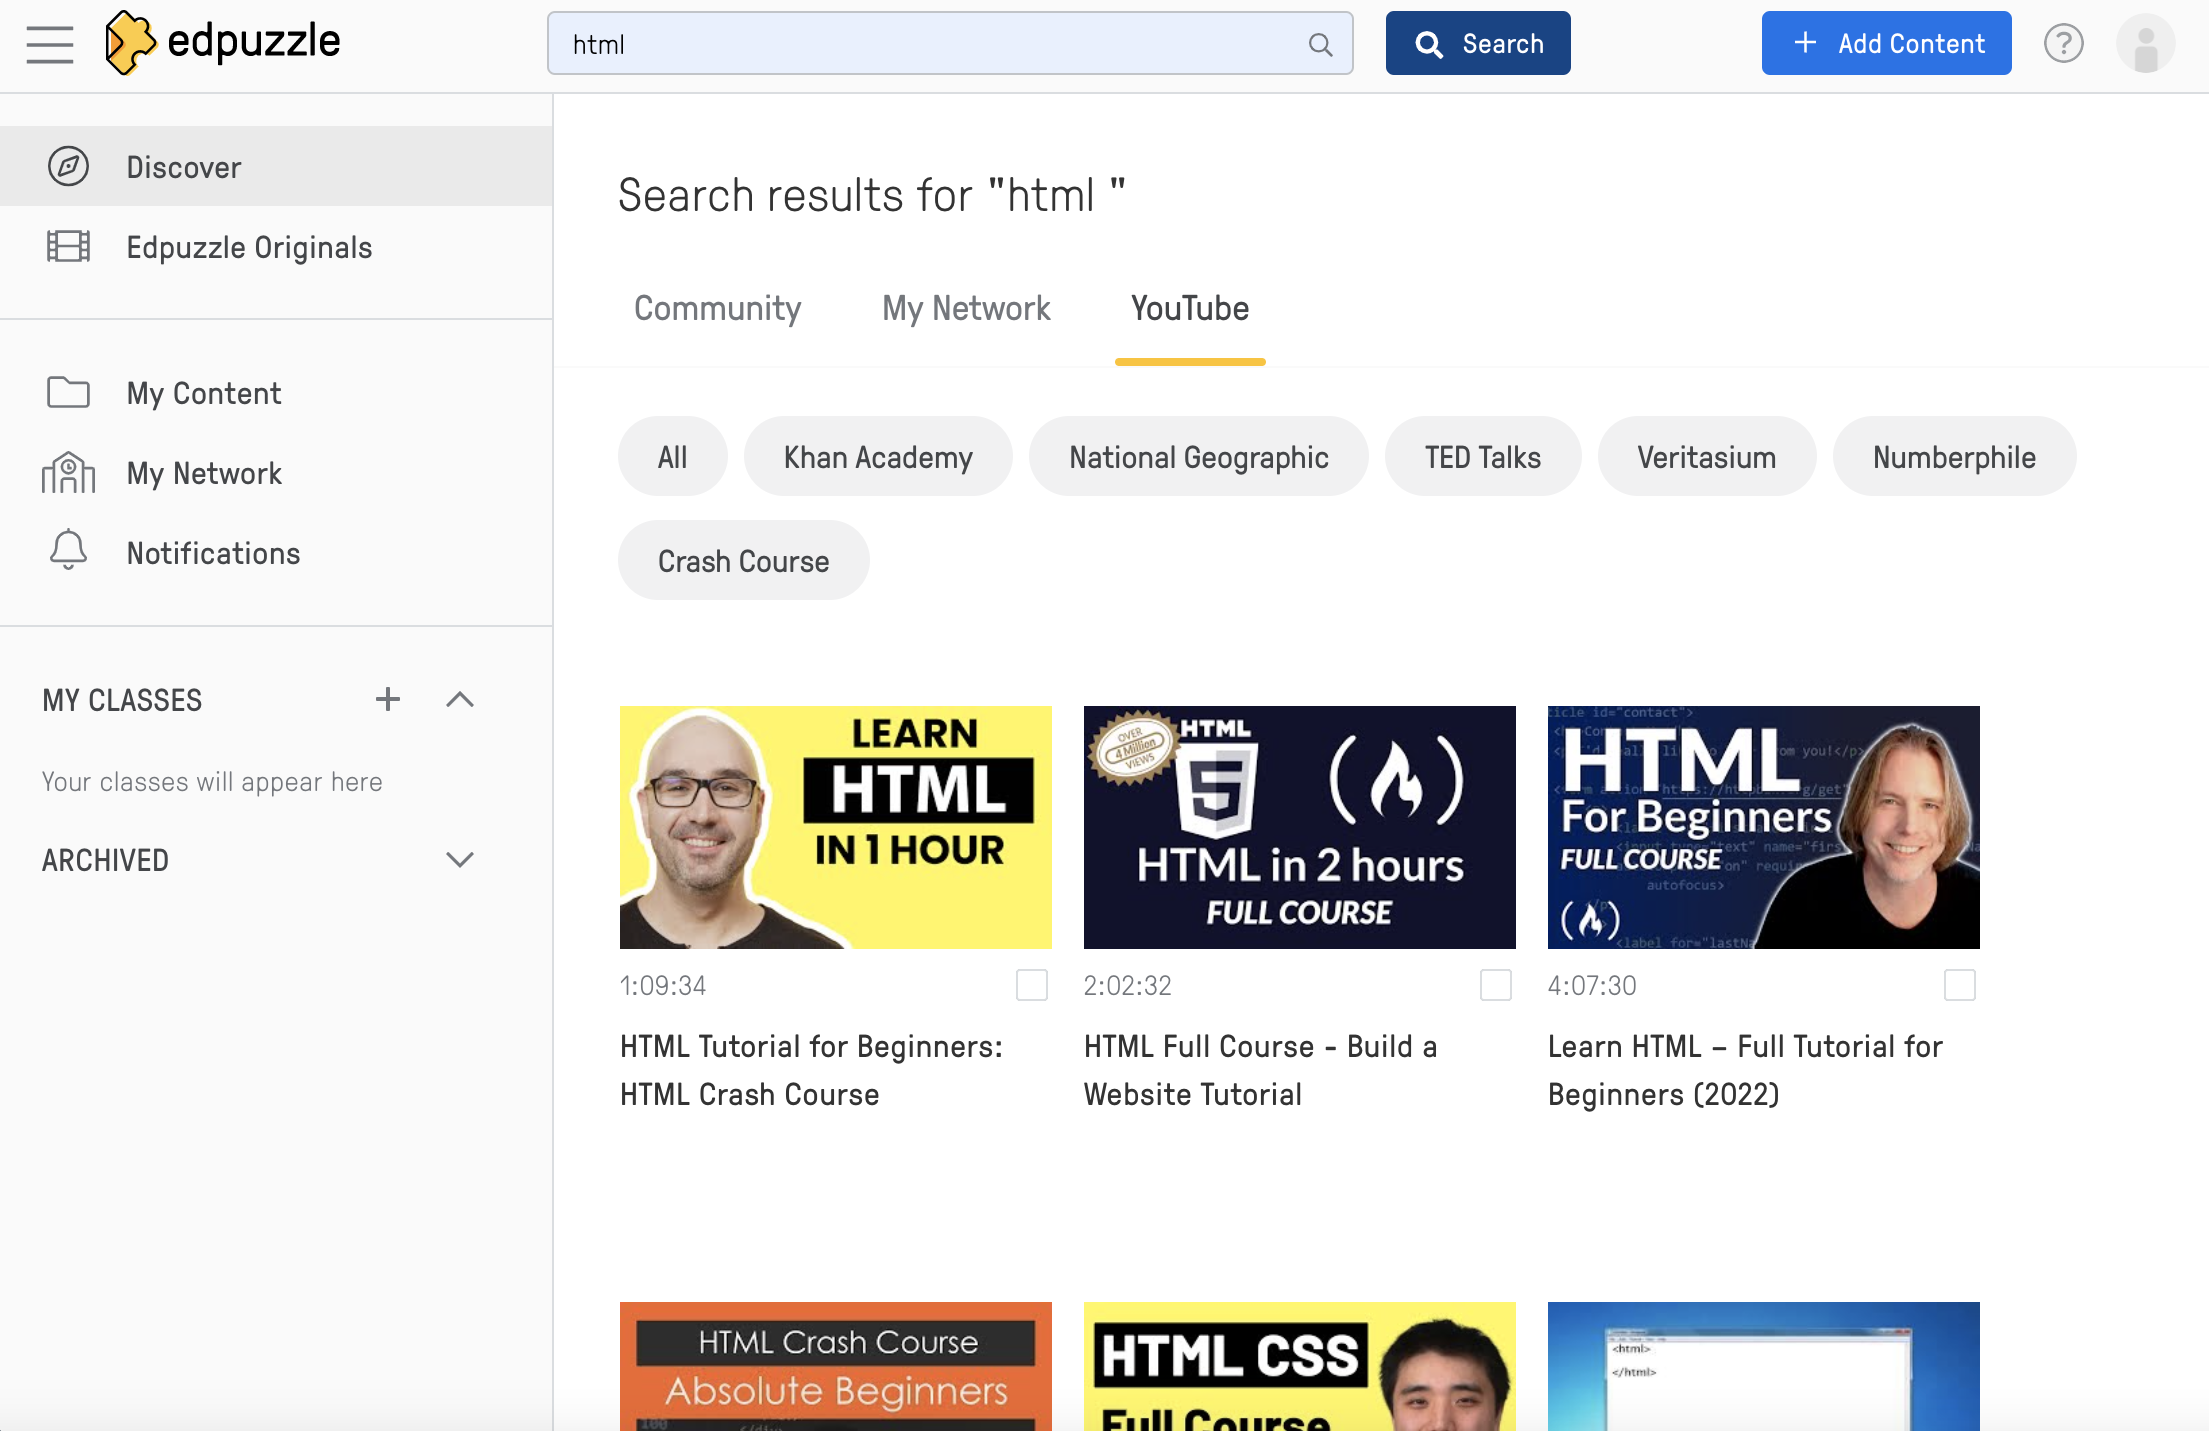 edpuzzle
html
Search
+ Add Content
?
Discover
Edpuzzle Originals
My Content
My Network
Notifications
MY CLASSES
Your classes will appear here
ARCHIVED
Search results for "html "
Community
My Network
YouTube
All
Khan Academy
National Geographic
TED Talks
Veritasium
Numberphile
Crash Course
LEARN
HTML
IN 1 HOUR
1:09:34
HTML Tutorial for Beginners:
HTML Crash Course
OVER
4 Million
VIEWS
HTML
5
HTML in 2 hours
FULL COURSE
2:02:32
HTML Full Course - Build a
Website Tutorial
HTML
For Beginners
FULL COURSE
autofocus>
4:07:30
Learn HTML – Full Tutorial for
Beginners (2022)
HTML Crash Course
Absolute Beginners
HTML CSS
Full Course
<html>
</html>